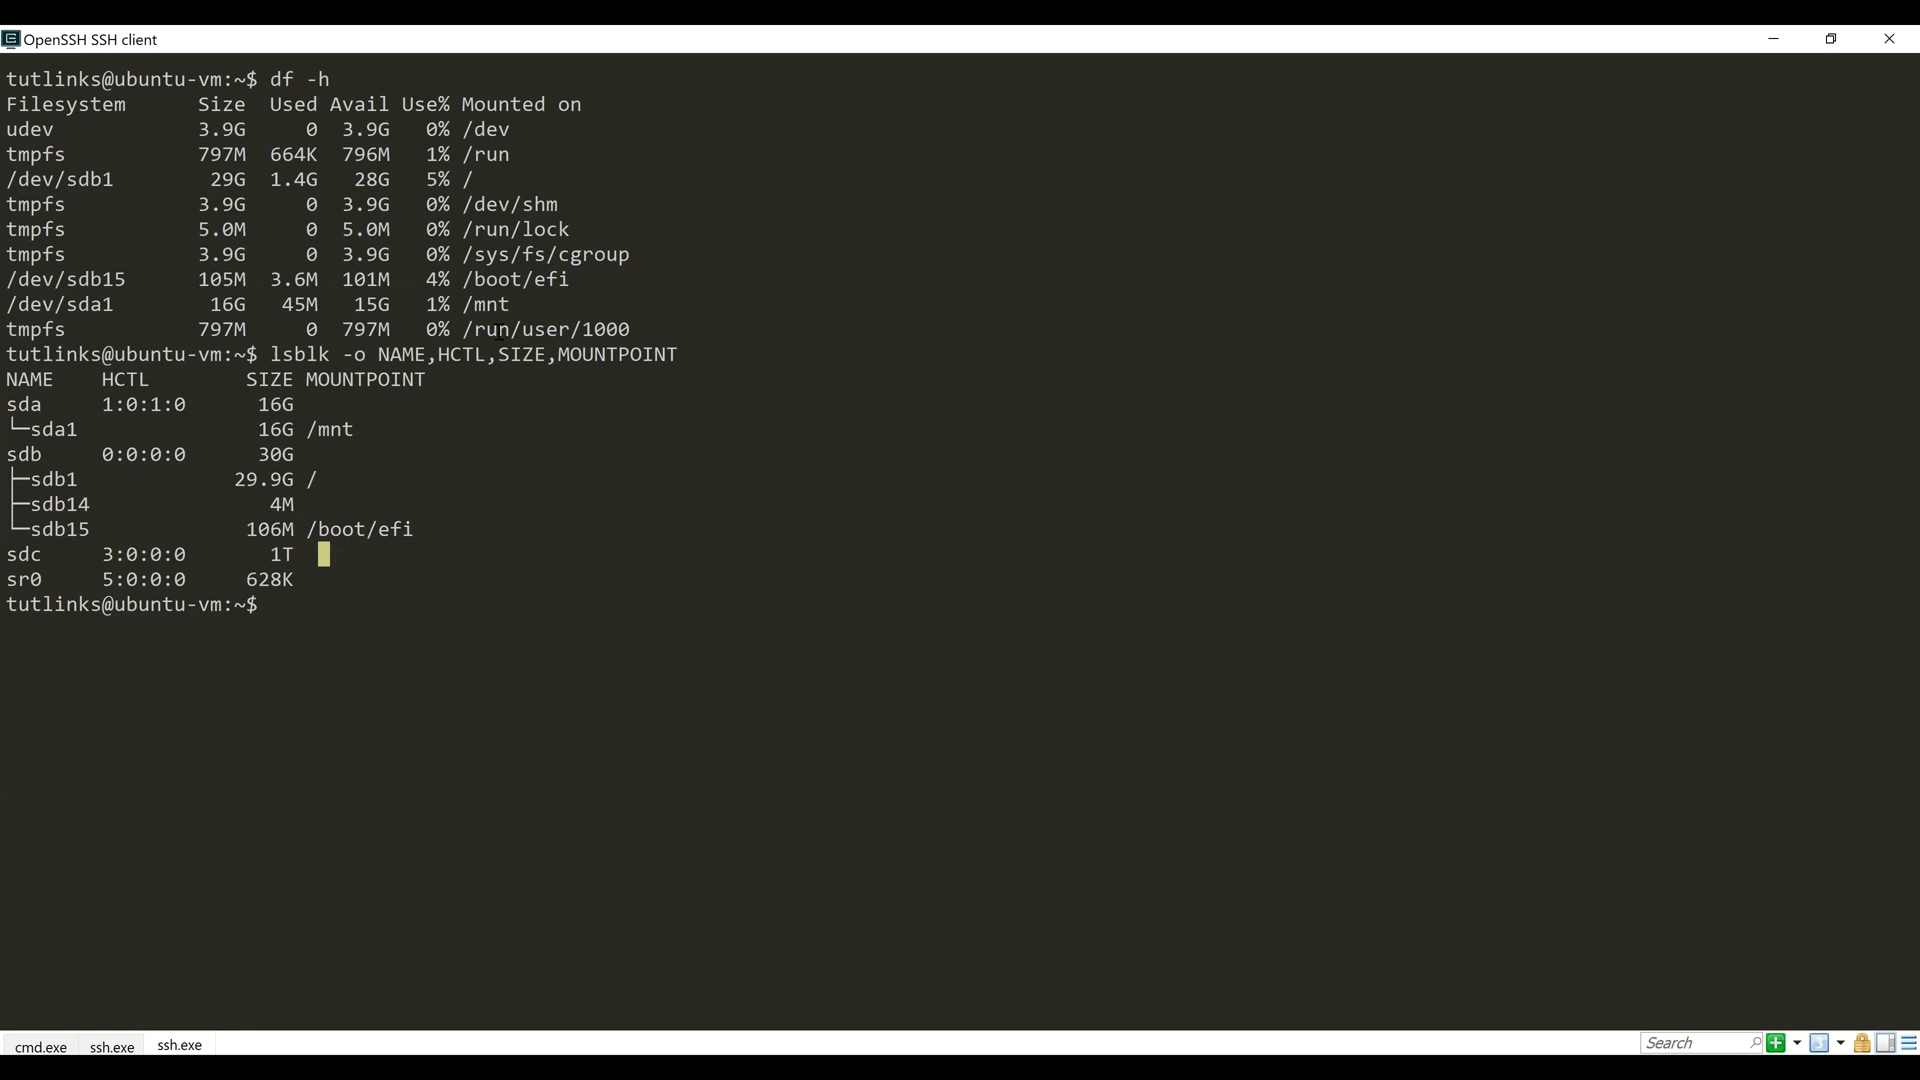 OpenSSH SSH client
tutlinks@ubuntu-vm:~$ df -h
Filesystem      Size  Used Avail Use% Mounted on
udev            3.9G     0  3.9G   0% /dev
tmpfs           797M  664K  796M   1% /run
/dev/sdb1        29G  1.4G   28G   5% /
tmpfs           3.9G     0  3.9G   0% /dev/shm
tmpfs           5.0M     0  5.0M   0% /run/lock
tmpfs           3.9G     0  3.9G   0% /sys/fs/cgroup
/dev/sdb15      105M  3.6M  101M   4% /boot/efi
/dev/sda1        16G   45M   15G   1% /mnt
tmpfs           797M     0  797M   0% /run/user/1000
tutlinks@ubuntu-vm:~$ lsblk -o NAME,HCTL,SIZE,MOUNTPOINT
NAME    HCTL        SIZE MOUNTPOINT
sda     1:0:1:0      16G
└─sda1               16G /mnt
sdb     0:0:0:0      30G
├─sdb1             29.9G /
├─sdb14               4M
└─sdb15             106M /boot/efi
sdc     3:0:0:0       1T
sr0     5:0:0:0     628K
tutlinks@ubuntu-vm:~$
cmd.exe ssh.exe ssh.exe Search